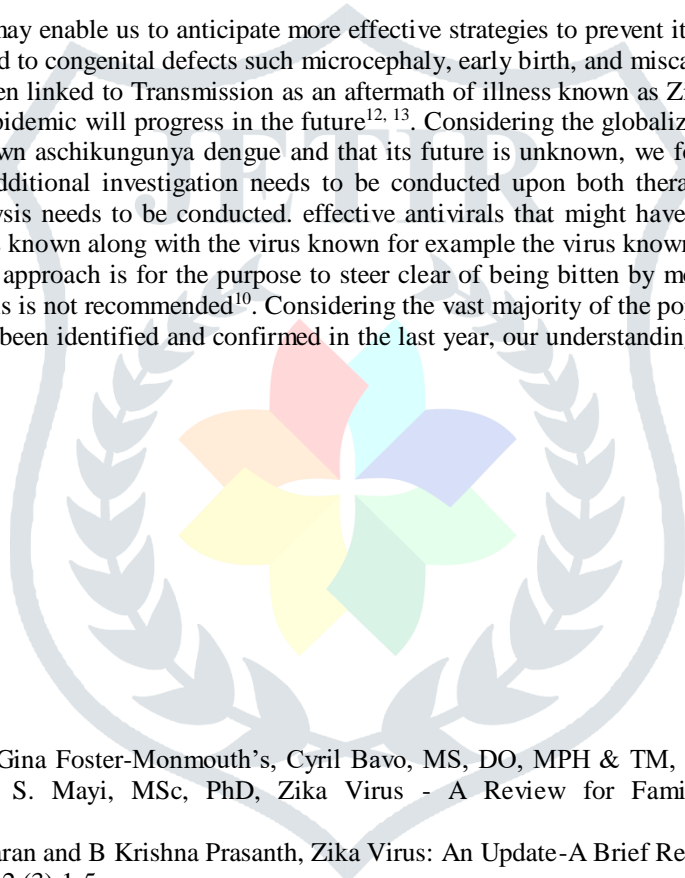 may enable us to anticipate more effective strategies to prevent it
d to congenital defects such microcephaly, early birth, and misca
en linked to Transmission as an aftermath of illness known as Zi
pidemic will progress in the future12, 13. Considering the globaliz
wn aschikungunya dengue and that its future is unknown, we f
dditional investigation needs to be conducted upon both thera
ysis needs to be conducted. effective antivirals that might have
known along with the virus known for example the virus known
approach is for the purpose to steer clear of being bitten by m
is is not recommended10. Considering the vast majority of the po
been identified and confirmed in the last year, our understandin
JETIR
Gina Foster-Monmouth’s, Cyril Bavo, MS, DO, MPH & TM,
S. Mayi, MSc, PhD, Zika Virus - A Review for Fami
aran and B Krishna Prasanth, Zika Virus: An Update-A Brief Re
2 (3) 1-5